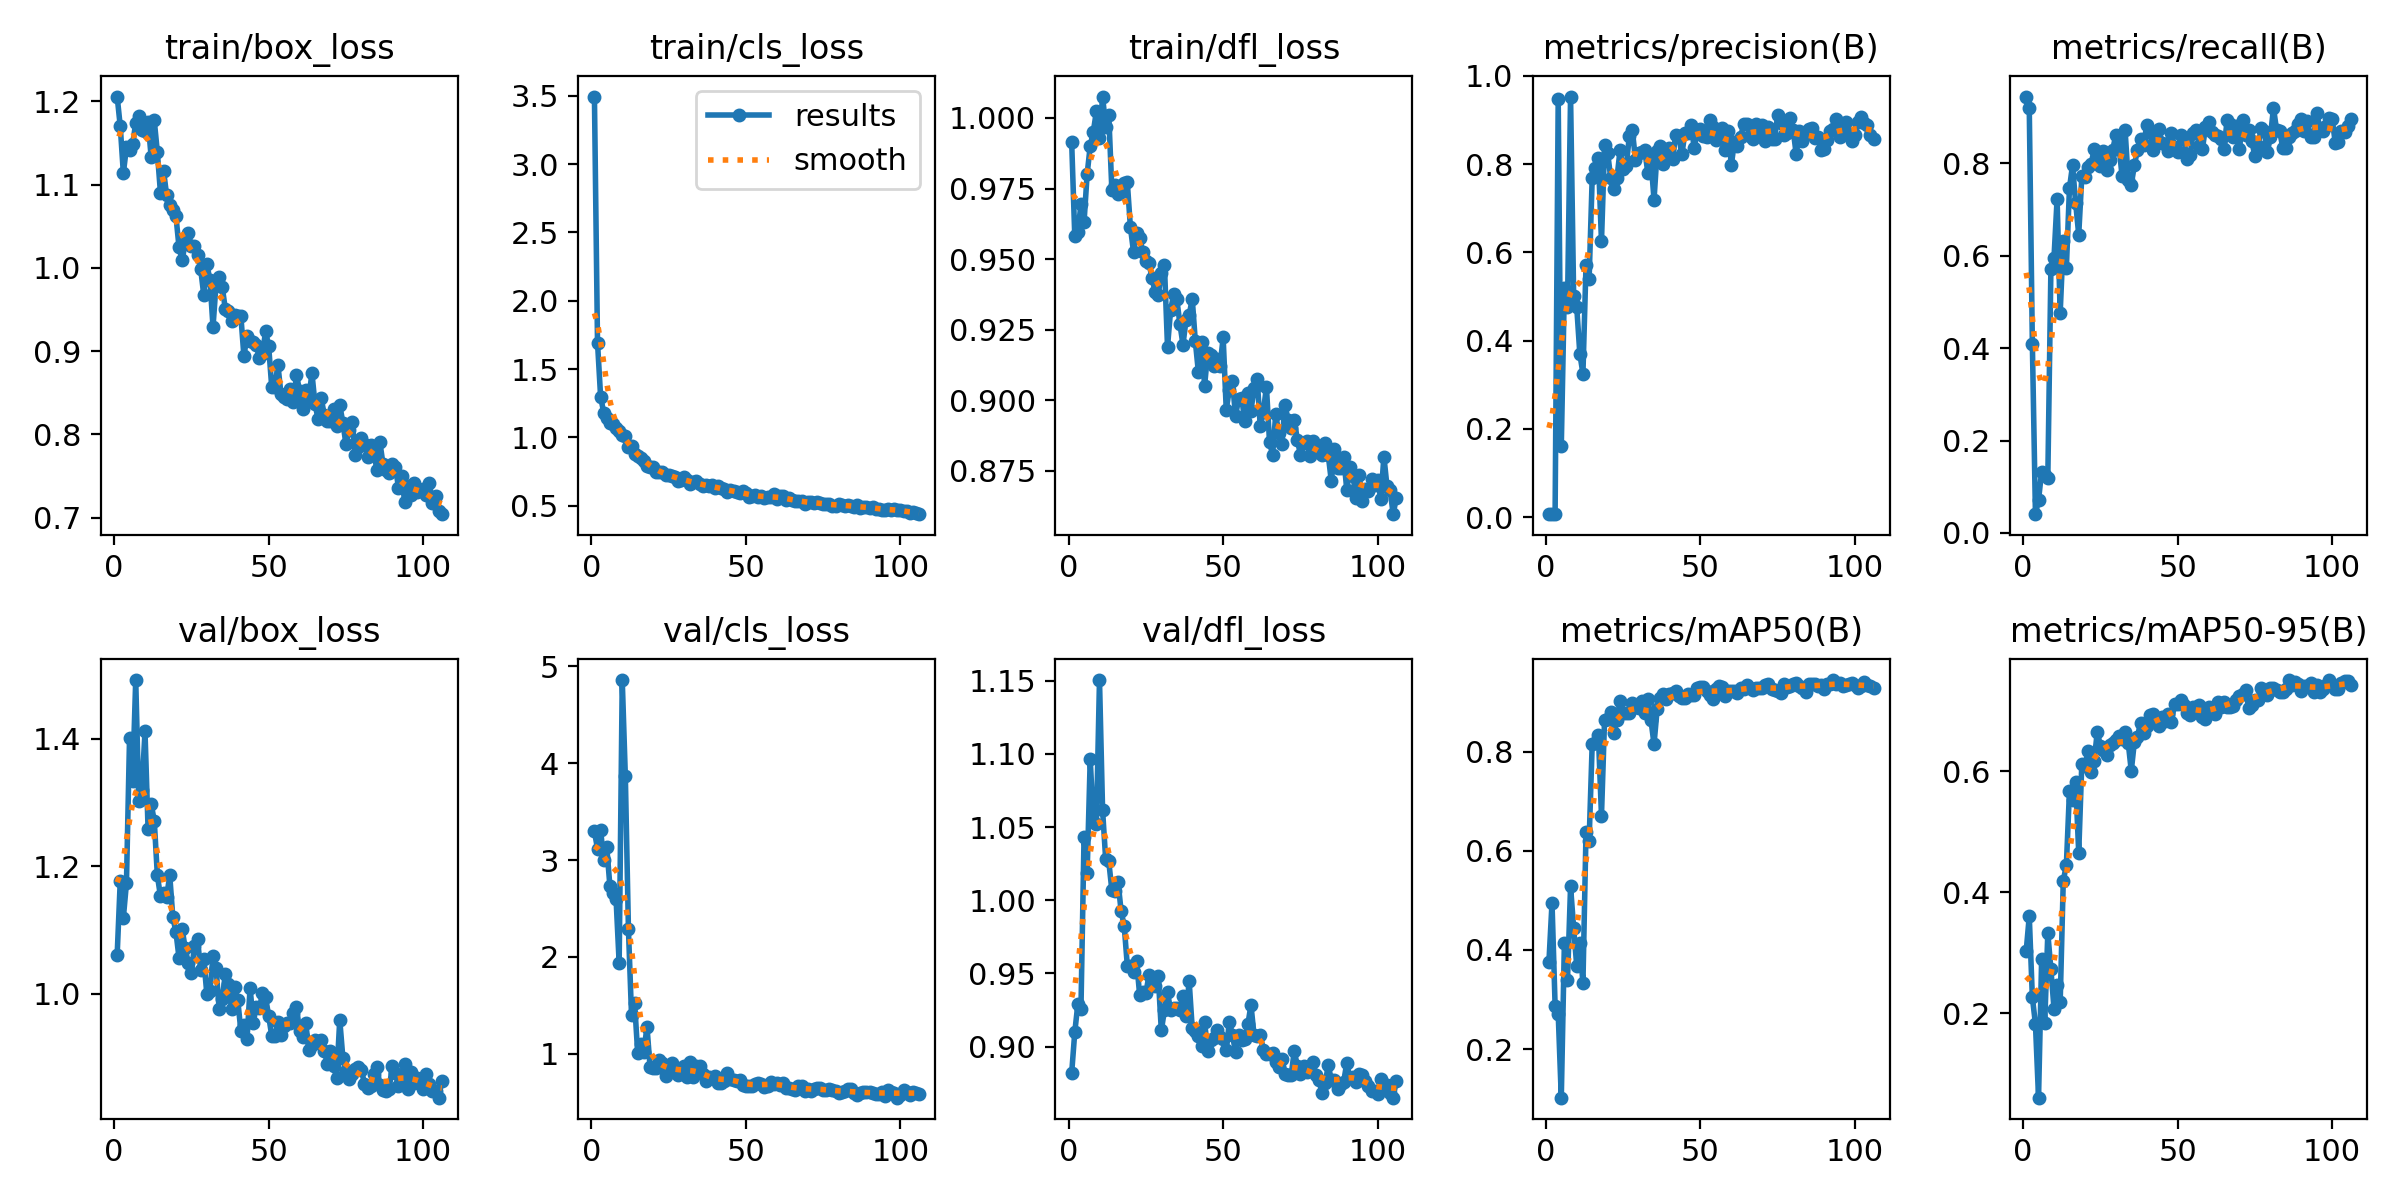 train/box_loss
1.2
1.1
1.0
0.9
0.8
0.7
0 50 100
train/cls_loss
results
smooth
3.5
3.0
2.5
2.0
1.5
1.0
0.5
0 50 100
train/dfl_loss
1.000
0.975
0.950
0.925
0.900
0.875
0 50 100
metrics/precision(B)
1.0
0.8
0.6
0.4
0.2
0.0
0 50 100
metrics/recall(B)
0.8
0.6
0.4
0.2
0.0
0 50 100
val/box_loss
1.4
1.2
1.0
0 50 100
val/cls_loss
5
4
3
2
1
0 50 100
val/dfl_loss
1.15
1.10
1.05
1.00
0.95
0.90
0 50 100
metrics/mAP50(B)
0.8
0.6
0.4
0.2
0 50 100
metrics/mAP50-95(B)
0.6
0.4
0.2
0 50 100